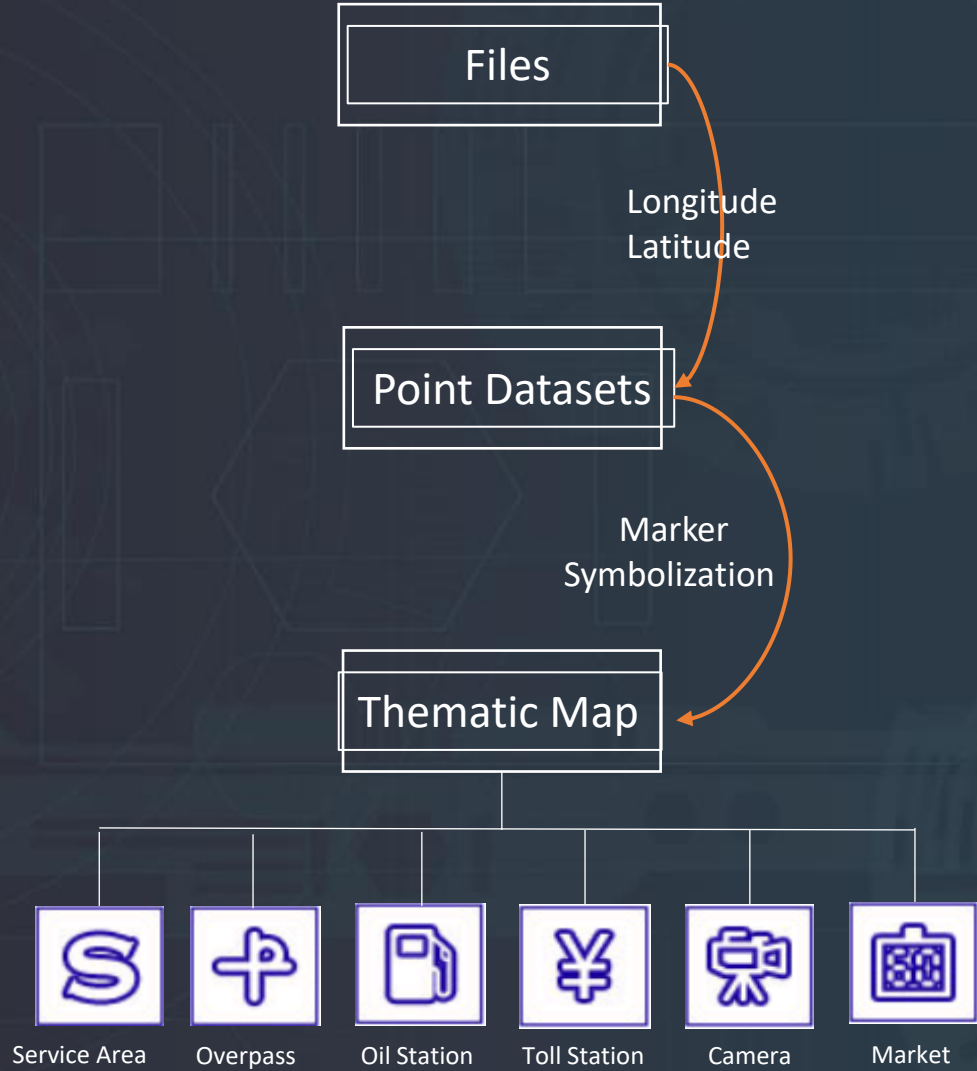 Files
Longitude
Latitude
Point Datasets
Marker
Symbolization
Thematic Map
¥
Service Area
Overpass
Oil Station
Toll Station
Camera
Market